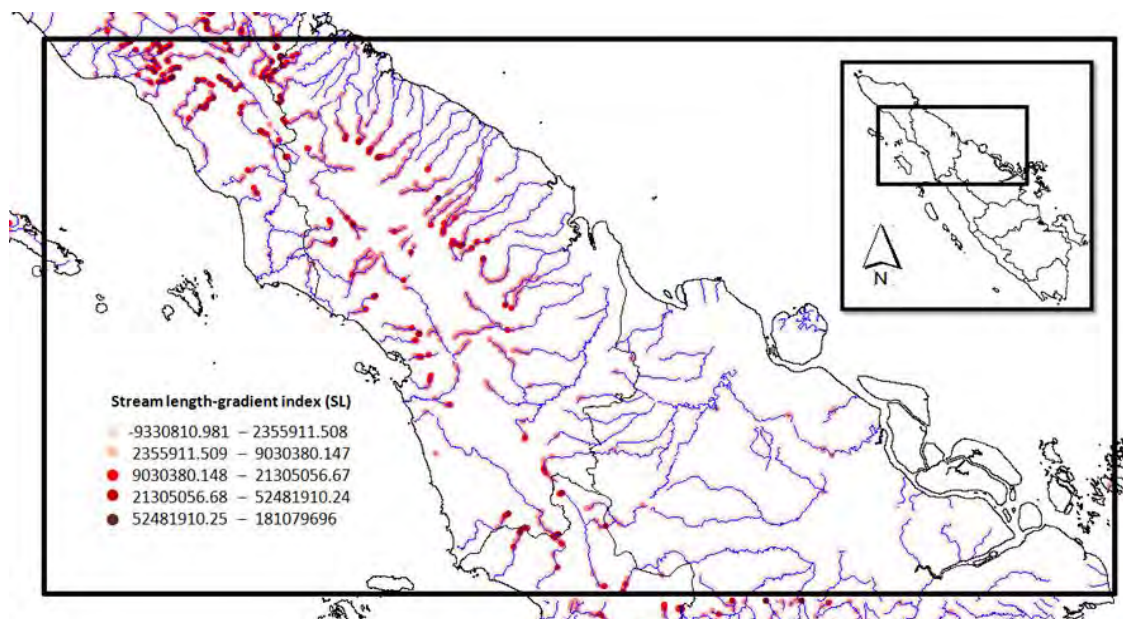 N
Stream length-gradient index (SL)
-9330810.981 – 2355911.508
2355911.509 – 9030380.147
9030380.148 – 21305056.67
21305056.68 – 52481910.24
52481910.25 – 181079696